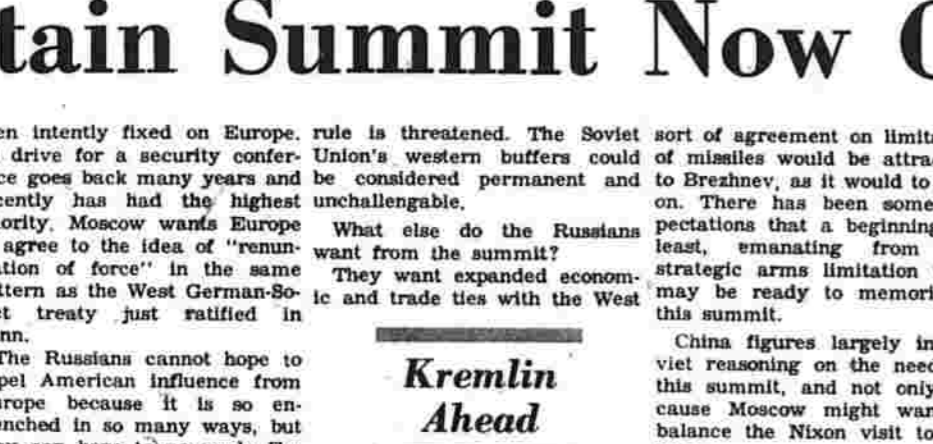 tain Summit Now
en intently fixed on Europe.
drive for a security confer-
ce goes back many years and
cently has had the highest
ority. Moscow wants Europe
agree to the idea of "renun-
ation of force" in the same
ttern as the West German-So-
et treaty just ratified in
nn.
The Russians cannot hope to
pel American influence from
urope because it is so en-
enched in so many ways, but
rule is threatened. The Soviet
Union's western buffers could
be considered permanent and
unchallengable.
What else do the Russians
want from the summit?
They want expanded econom-
ic and trade ties with the West
Kremlin
Ahead
sort of agreement on limit
of missiles would be attra
to Brezhnev, as it would to
on. There has been some
pectations that a beginning
least, emanating from
strategic arms limitation
may be ready to memori
this summit.
China figures largely in
viet reasoning on the need
this summit, and not only
cause Moscow might wan
balance the Nixon visit to